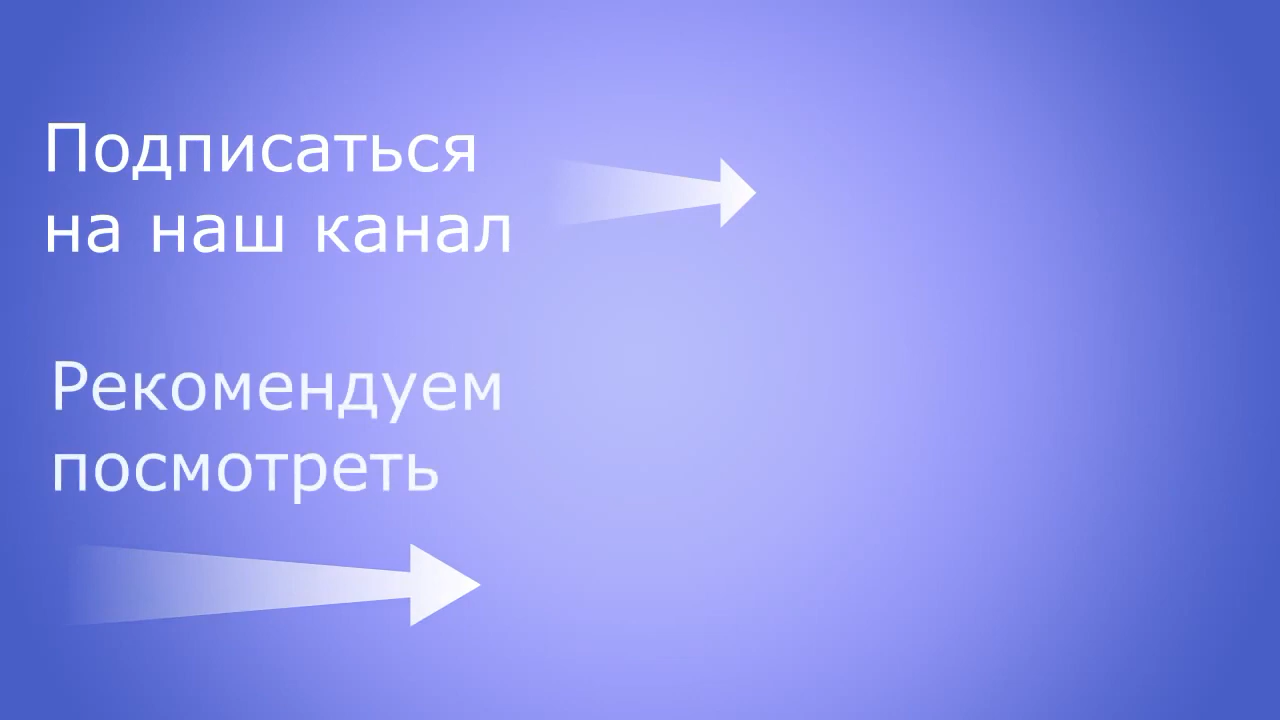 Подписаться
на наш канал
Рекомендуем
посмотреть